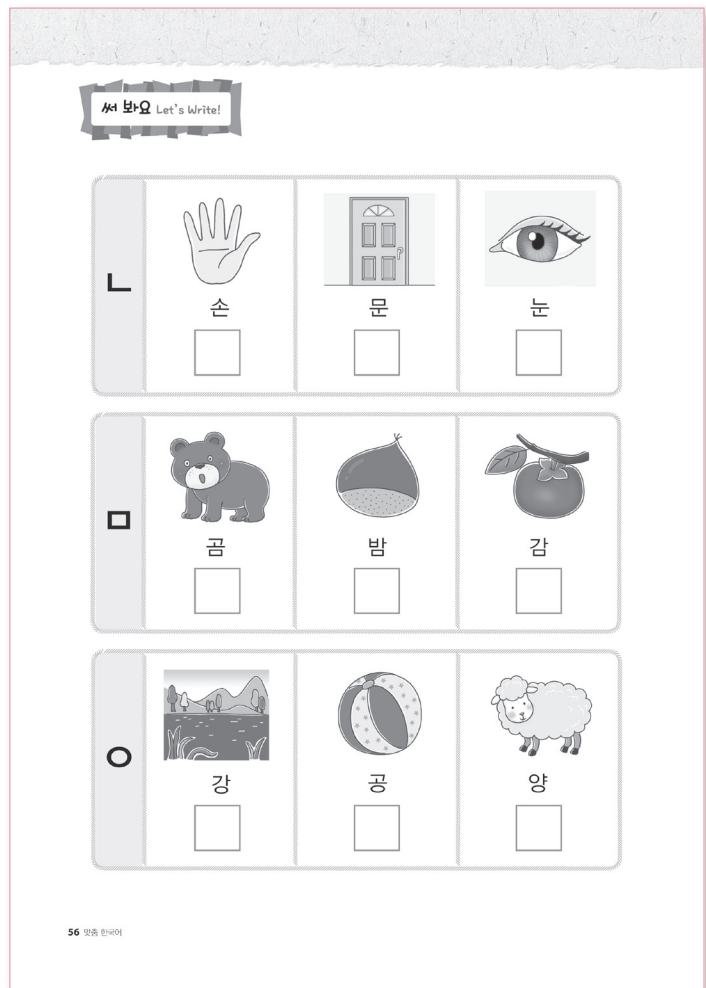 써 봐요 Let's Write!
ㄴ
손 문 눈
ㅁ
곰 밤 감
ㅇ
강 공 양
56 맞춤 한국어